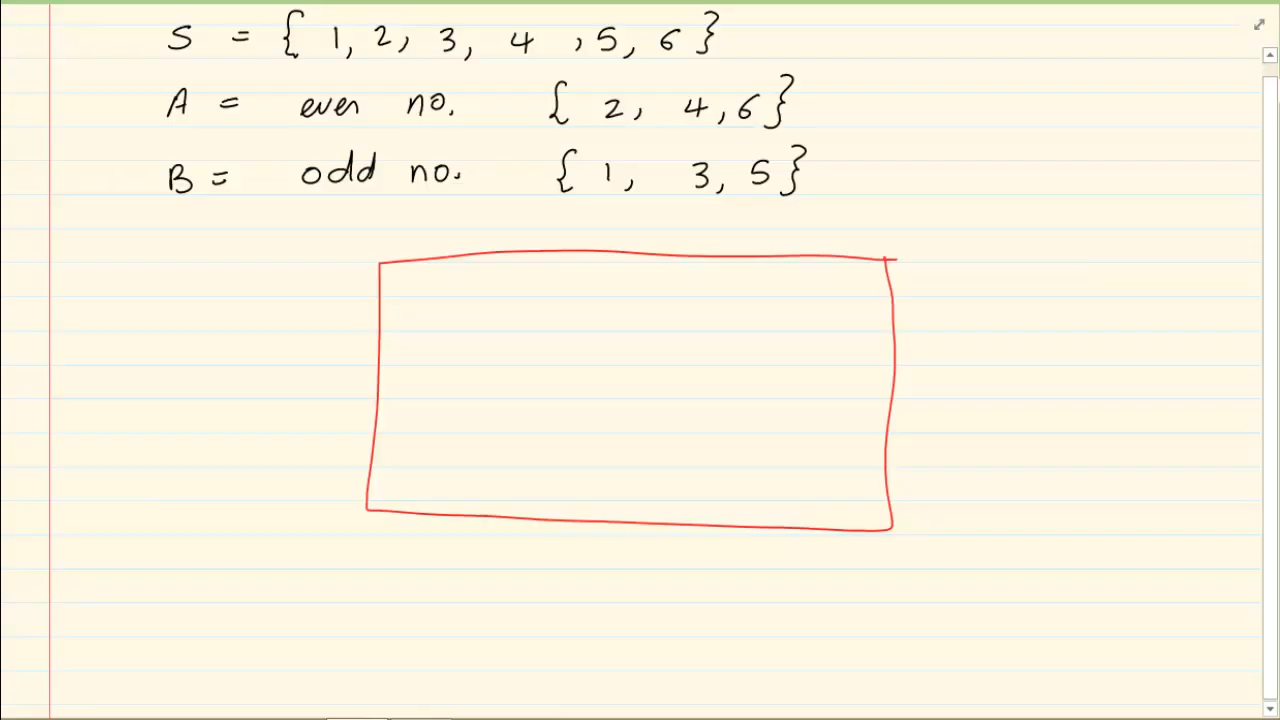 S = { 1, 2, 3, 4 , 5, 6 }
A = even no. { 2, 4, 6 }
B = odd no. { 1, 3, 5 }